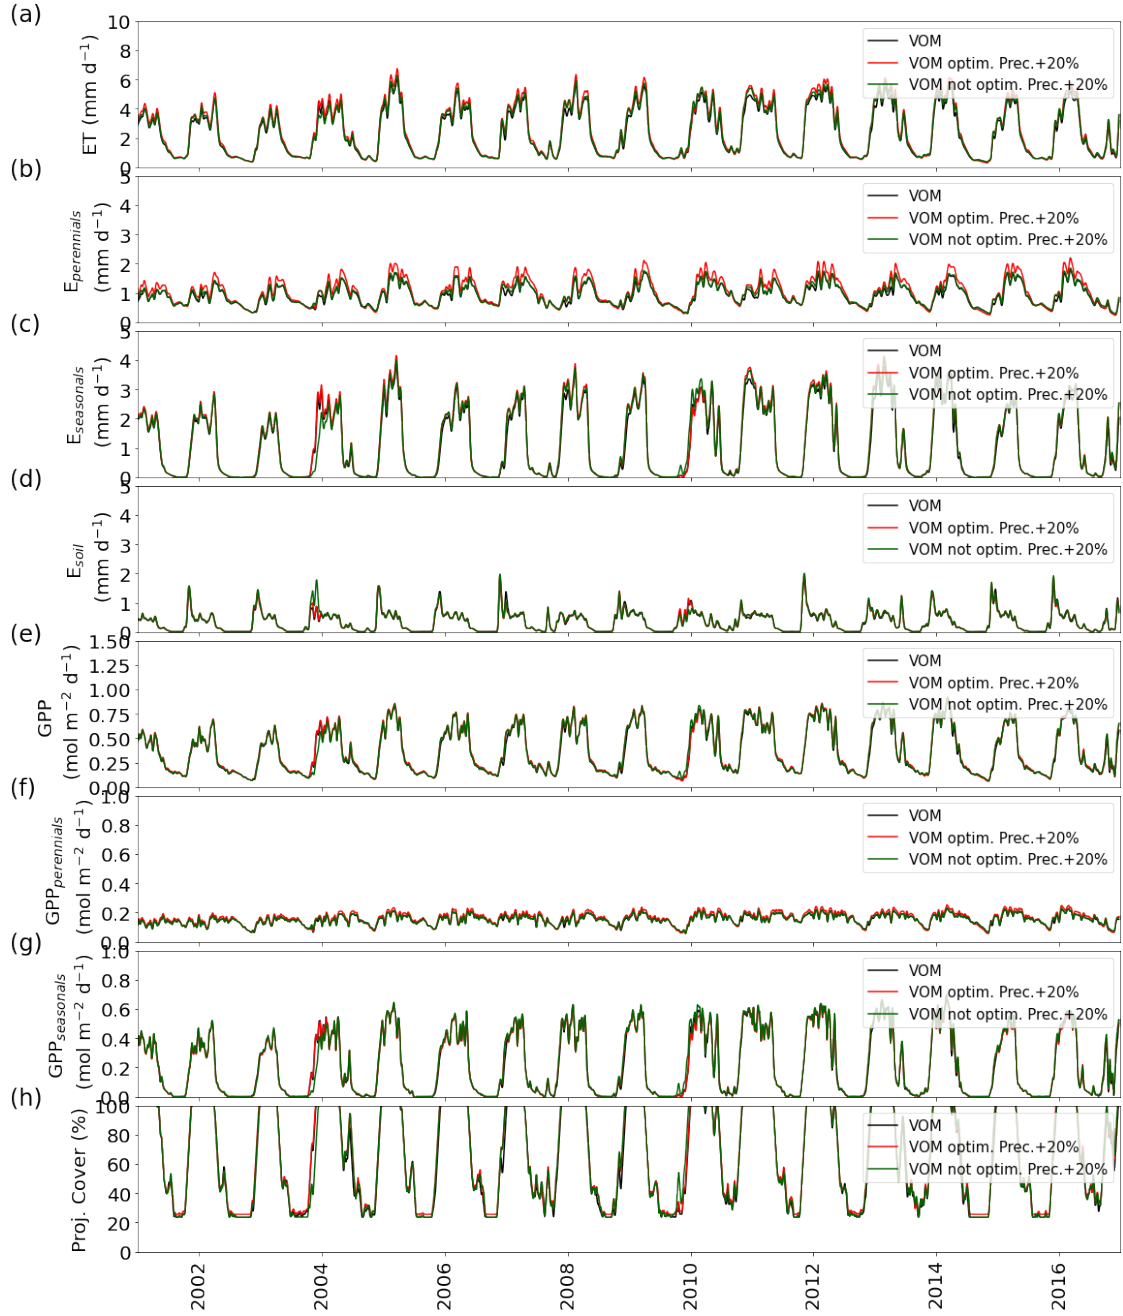 (a)
10
8
6
4
2
0
ET (mm d⁻¹)
VOM
VOM optim. Prec.+20%
VOM not optim. Prec.+20%
(b)
5
4
3
2
1
0
E_perennials
(mm d⁻¹)
VOM
VOM optim. Prec.+20%
VOM not optim. Prec.+20%
(c)
5
4
3
2
1
0
E_seasonals
(mm d⁻¹)
VOM
VOM optim. Prec.+20%
VOM not optim. Prec.+20%
(d)
5
4
3
2
1
0
E_soil
(mm d⁻¹)
VOM
VOM optim. Prec.+20%
VOM not optim. Prec.+20%
(e)
1.50
1.25
1.00
0.75
0.50
0.25
0.00
GPP
(mol m⁻² d⁻¹)
VOM
VOM optim. Prec.+20%
VOM not optim. Prec.+20%
(f)
1.0
0.8
0.6
0.4
0.2
0.0
GPP_perennials
(mol m⁻² d⁻¹)
VOM
VOM optim. Prec.+20%
VOM not optim. Prec.+20%
(g)
1.0
0.8
0.6
0.4
0.2
0.0
GPP_seasonals
(mol m⁻² d⁻¹)
VOM
VOM optim. Prec.+20%
VOM not optim. Prec.+20%
(h)
100
80
60
40
20
0
Proj. Cover (%)
VOM
VOM optim. Prec.+20%
VOM not optim. Prec.+20%
2002
2004
2006
2008
2010
2012
2014
2016